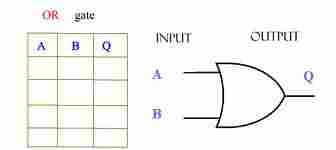 OR gate
INPUT OUTPUT
A B Q
A
Q
B